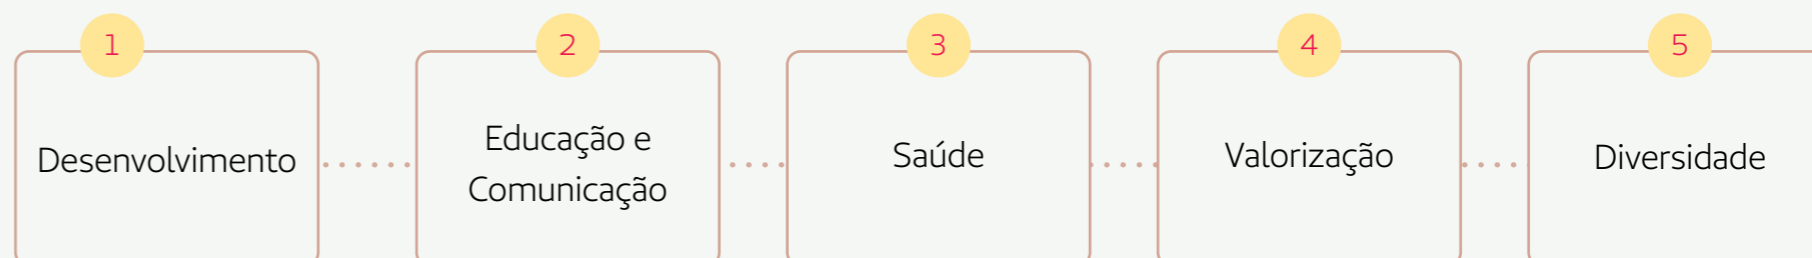 1
Desenvolvimento
2
Educação e
Comunicação
3
Saúde
4
Valorização
5
Diversidade